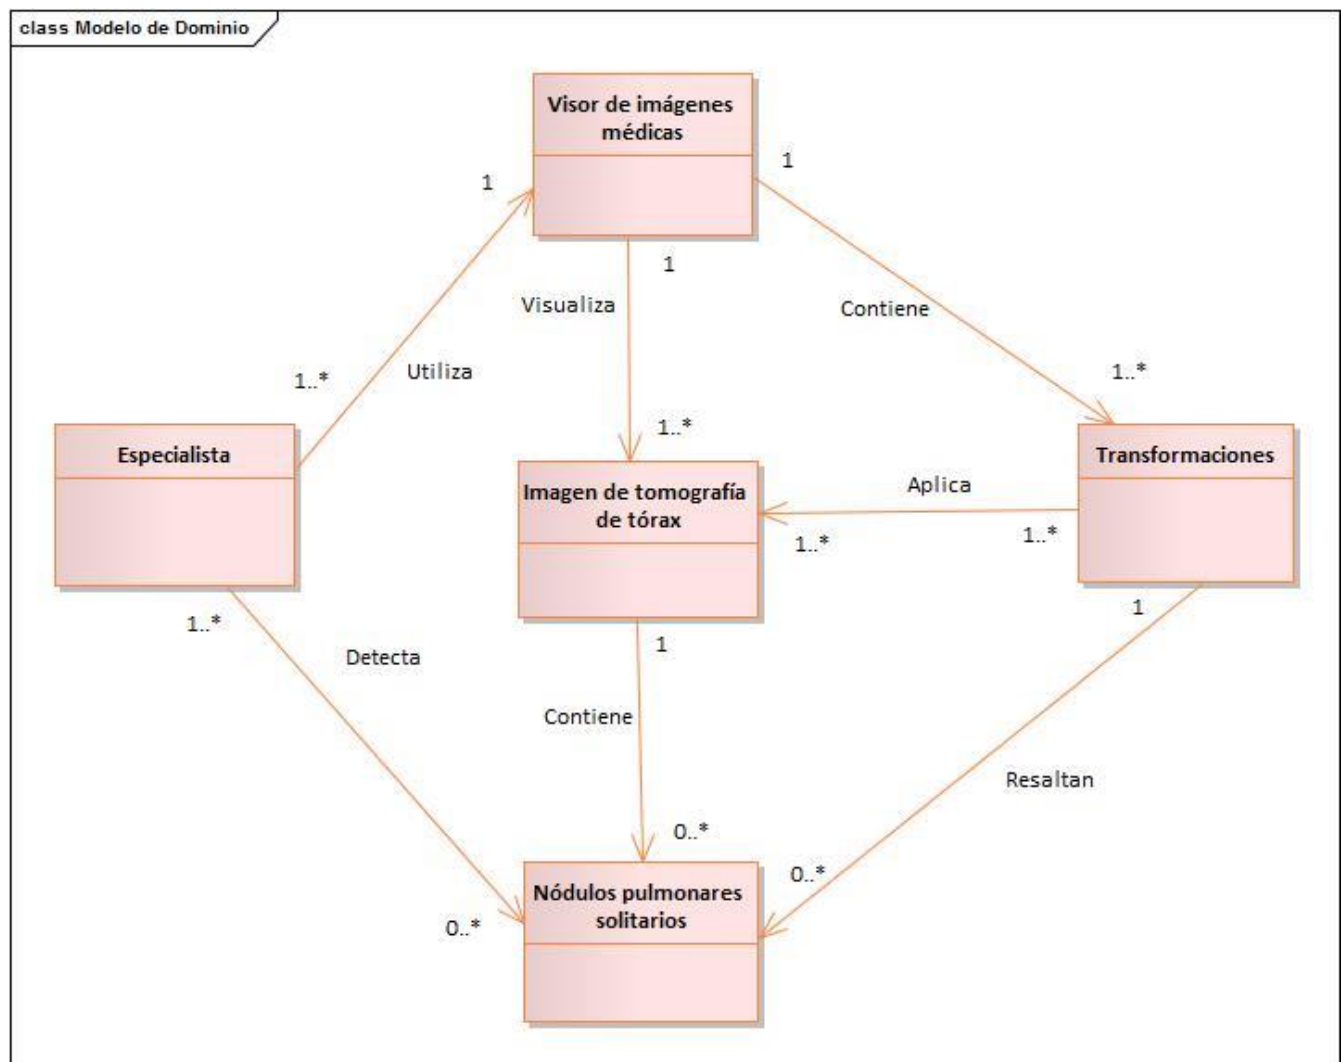 class Modelo de Dominio
Visor de imágenes
médicas
1
1
1
Visualiza
Contiene
Utiliza
1..*
1..*
1..*
Especialista
Transformaciones
Imagen de tomografía
de tórax
Aplica
1..*
1..*
1..*
1
1
Detecta
Contiene
Resaltan
0..*
0..*
0..*
Nódulos pulmonares
solitarios